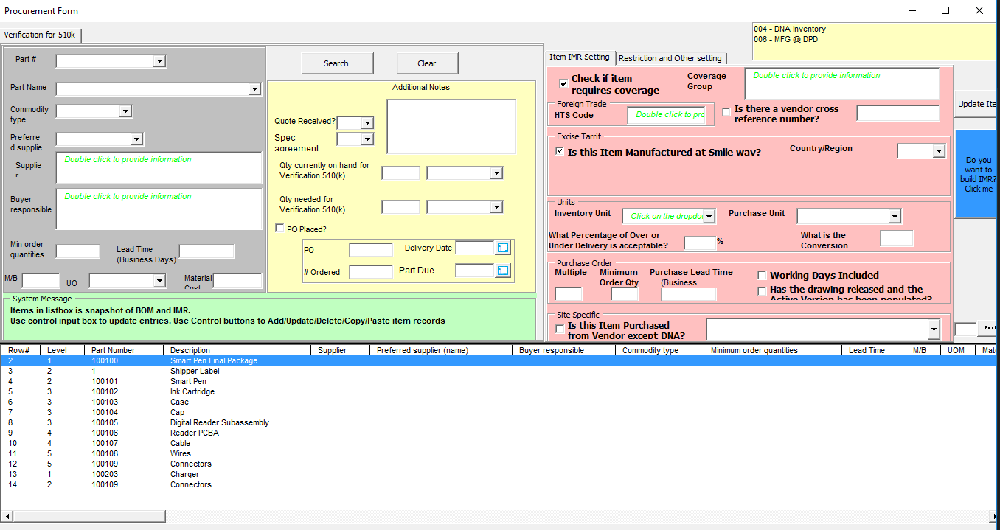 Procurement Form
Verification for 510k
004 - DNA Inventory
006 - MFG @ DPD
Part #
Part Name
Commodity
type
Preferre
d supplie
Supplie
r
Double click to provide information
Buyer
responsible
Double click to provide information
Min order
quantities
Lead Time
(Business Days)
M/B
UO
Material
Search
Clear
Additional Notes
Quote Received?
Spec
agreement
Qty currently on hand for
Verification 510(k)
Qty needed for
Verification 510(k)
PO Placed?
PO
Delivery Date
# Ordered
Part Due
System Message
Items in listbox is snapshot of BOM and IMR.
Use control input box to update entries. Use Control buttons to Add/Update/Delete/Copy/Paste item records
Item IMR Setting
Restriction and Other setting
Check if item
requires coverage
Coverage
Group
Double click to provide information
Foreign Trade
HTS Code
Double click to prc
Is there a vendor cross
reference number?
Excise Tarrif
Is this Item Manufactured at Smile way?
Country/Region
Units
Inventory Unit
Click on the dropdou
Purchase Unit
What Percentage of Over or
Under Delivery is acceptable?
%
What is the
Conversion
Purchase Order
Multiple
Minimum
Order Qty
Purchase Lead Time
(Business
Working Days Included
Has the drawing released and the
Active Version has been populated?
Site Specific
Is this Item Purchased
from Vendor except DNA?
Update Ite
Do you
want to
build IMR?
Click me
Row# Level Part Number Description Supplier Preferred supplier (name) Buyer responsible Commodity type Minimum order quantities Lead Time M/B UOM Mate
2 1 100100 Smart Pen Final Package
3 2 1 Shipper Label
4 2 100101 Smart Pen
5 3 100102 Ink Cartridge
6 3 100103 Case
7 3 100104 Cap
8 3 100105 Digital Reader Subassembly
9 4 100106 Reader PCBA
10 4 100107 Cable
11 5 100108 Wires
12 5 100109 Connectors
13 1 100203 Charger
14 2 100109 Connectors